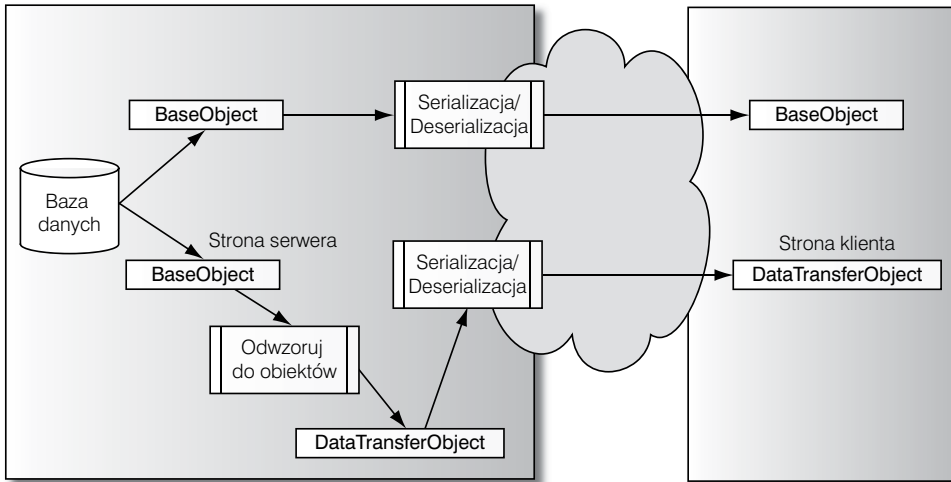 BaseObject
Serializacja/
Deserializacja
BaseObject
Baza
danych
Strona serwera
BaseObject
Serializacja/
Deserializacja
Strona klienta
DataTransferObject
Odwzoruj
do obiektów
DataTransferObject